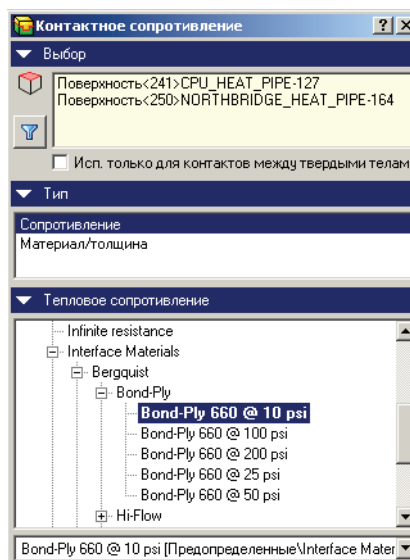 Контактное сопротивление
Выбор
Поверхность<241>CPU_HEAT_PIPE-127
Поверхность<250>NORTHBRIDGE_HEAT_PIPE-164
Исп. только для контактов между твердыми телам
Тип
Сопротивление
Материал/толщина
Тепловое сопротивление
Infinite resistance
Interface Materials
Bergquist
Bond-Ply
Bond-Ply 660 @ 10 psi
Bond-Ply 660 @ 100 psi
Bond-Ply 660 @ 200 psi
Bond-Ply 660 @ 25 psi
Bond-Ply 660 @ 50 psi
Hi-Flow
Bond-Ply 660 @ 10 psi [Предопределенные\Interface Mater